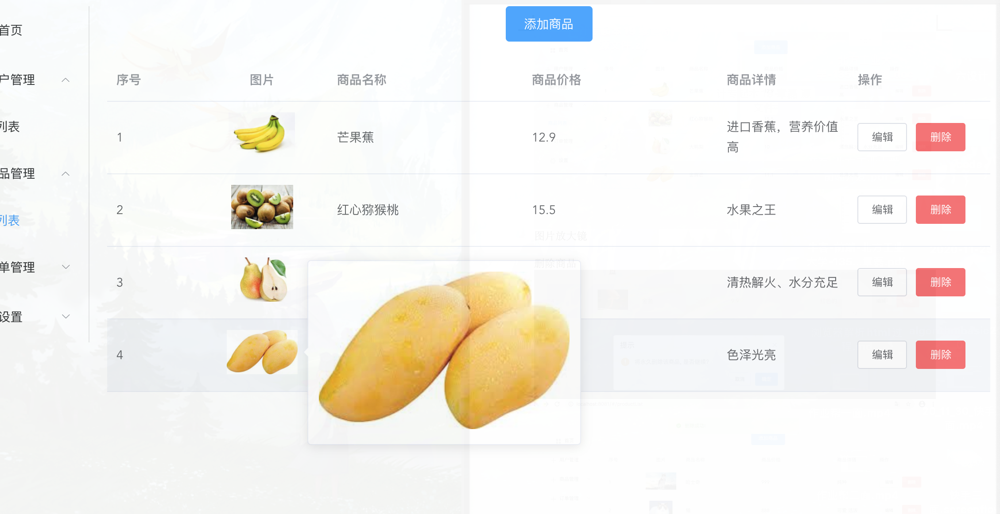 添加商品
首页
户管理
列表
品管理
列表
单管理
设置
序号 图片 商品名称 商品价格 商品详情 操作
1 芒果蕉 12.9 进口香蕉，营养价值
高 编辑 删除
2 红心猕猴桃 15.5 水果之王 编辑 删除
图片放大镜
删除商品
3 清热解火、水分充足 编辑 删除
4 色泽光亮 编辑 删除
提示